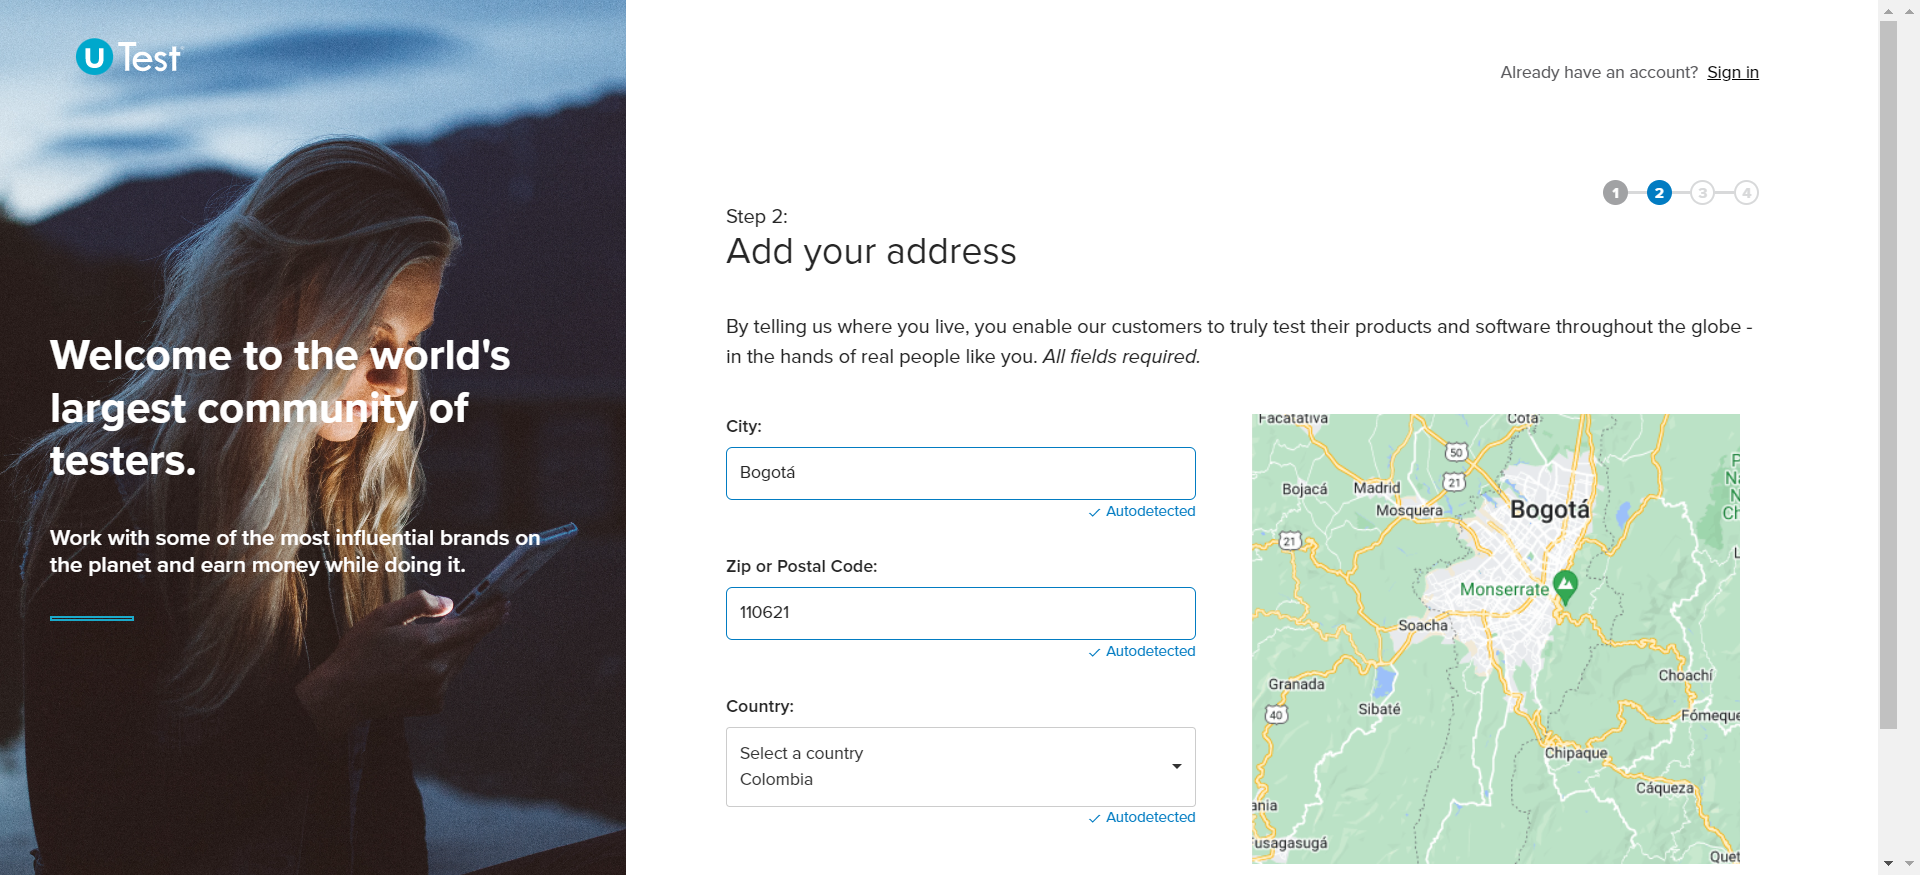 U Test
Welcome to the world's
largest community of
testers.
Work with some of the most influential brands on
the planet and earn money while doing it.
Already have an account? Sign in
1 2 3 4
Step 2:
Add your address
By telling us where you live, you enable our customers to truly test their products and software throughout the globe -
in the hands of real people like you. All fields required.
City:
Bogotá
Autodetected
Zip or Postal Code:
110621
Autodetected
Country:
Select a country
Colombia
Autodetected
Facatativa
Cota
50
21
Bojacá
Madrid
Mosquera
Bogotá
21
Monserrate
Soacha
Choachí
Granada
Sibaté
40
Fómeque
Chipaque
Cáqueza